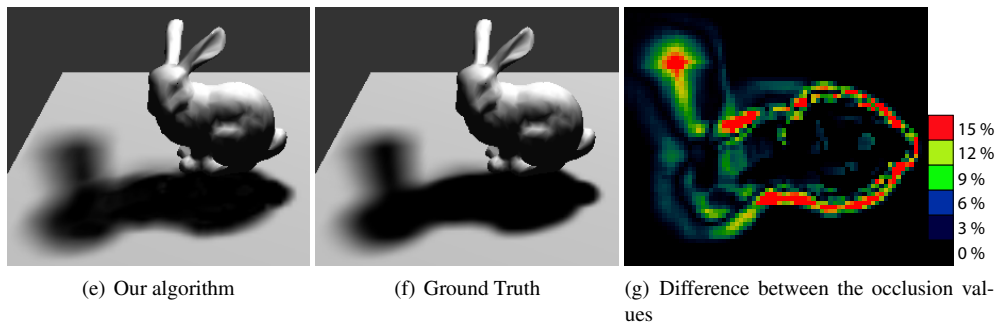 15 %
12 %
9 %
6 %
3 %
0 %
(e) Our algorithm
(f) Ground Truth
(g) Difference between the occlusion val-
ues